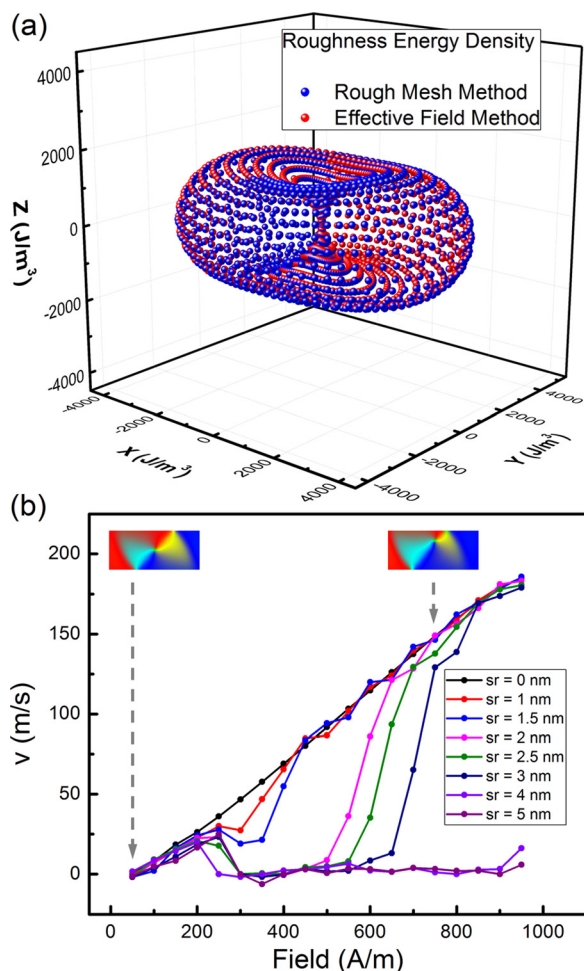 (a)
Roughness Energy Density
Rough Mesh Method
Effective Field Method
4000
2000
0
-2000
-4000
Z (J/m³)
-4000
-2000
0
2000
4000
X (J/m³)
-4000
-2000
0
2000
4000
Y (J/m³)
(b)
200
150
100
50
0
v (m/s)
sr = 0 nm
sr = 1 nm
sr = 1.5 nm
sr = 2 nm
sr = 2.5 nm
sr = 3 nm
sr = 4 nm
sr = 5 nm
0 200 400 600 800 1000
Field (A/m)